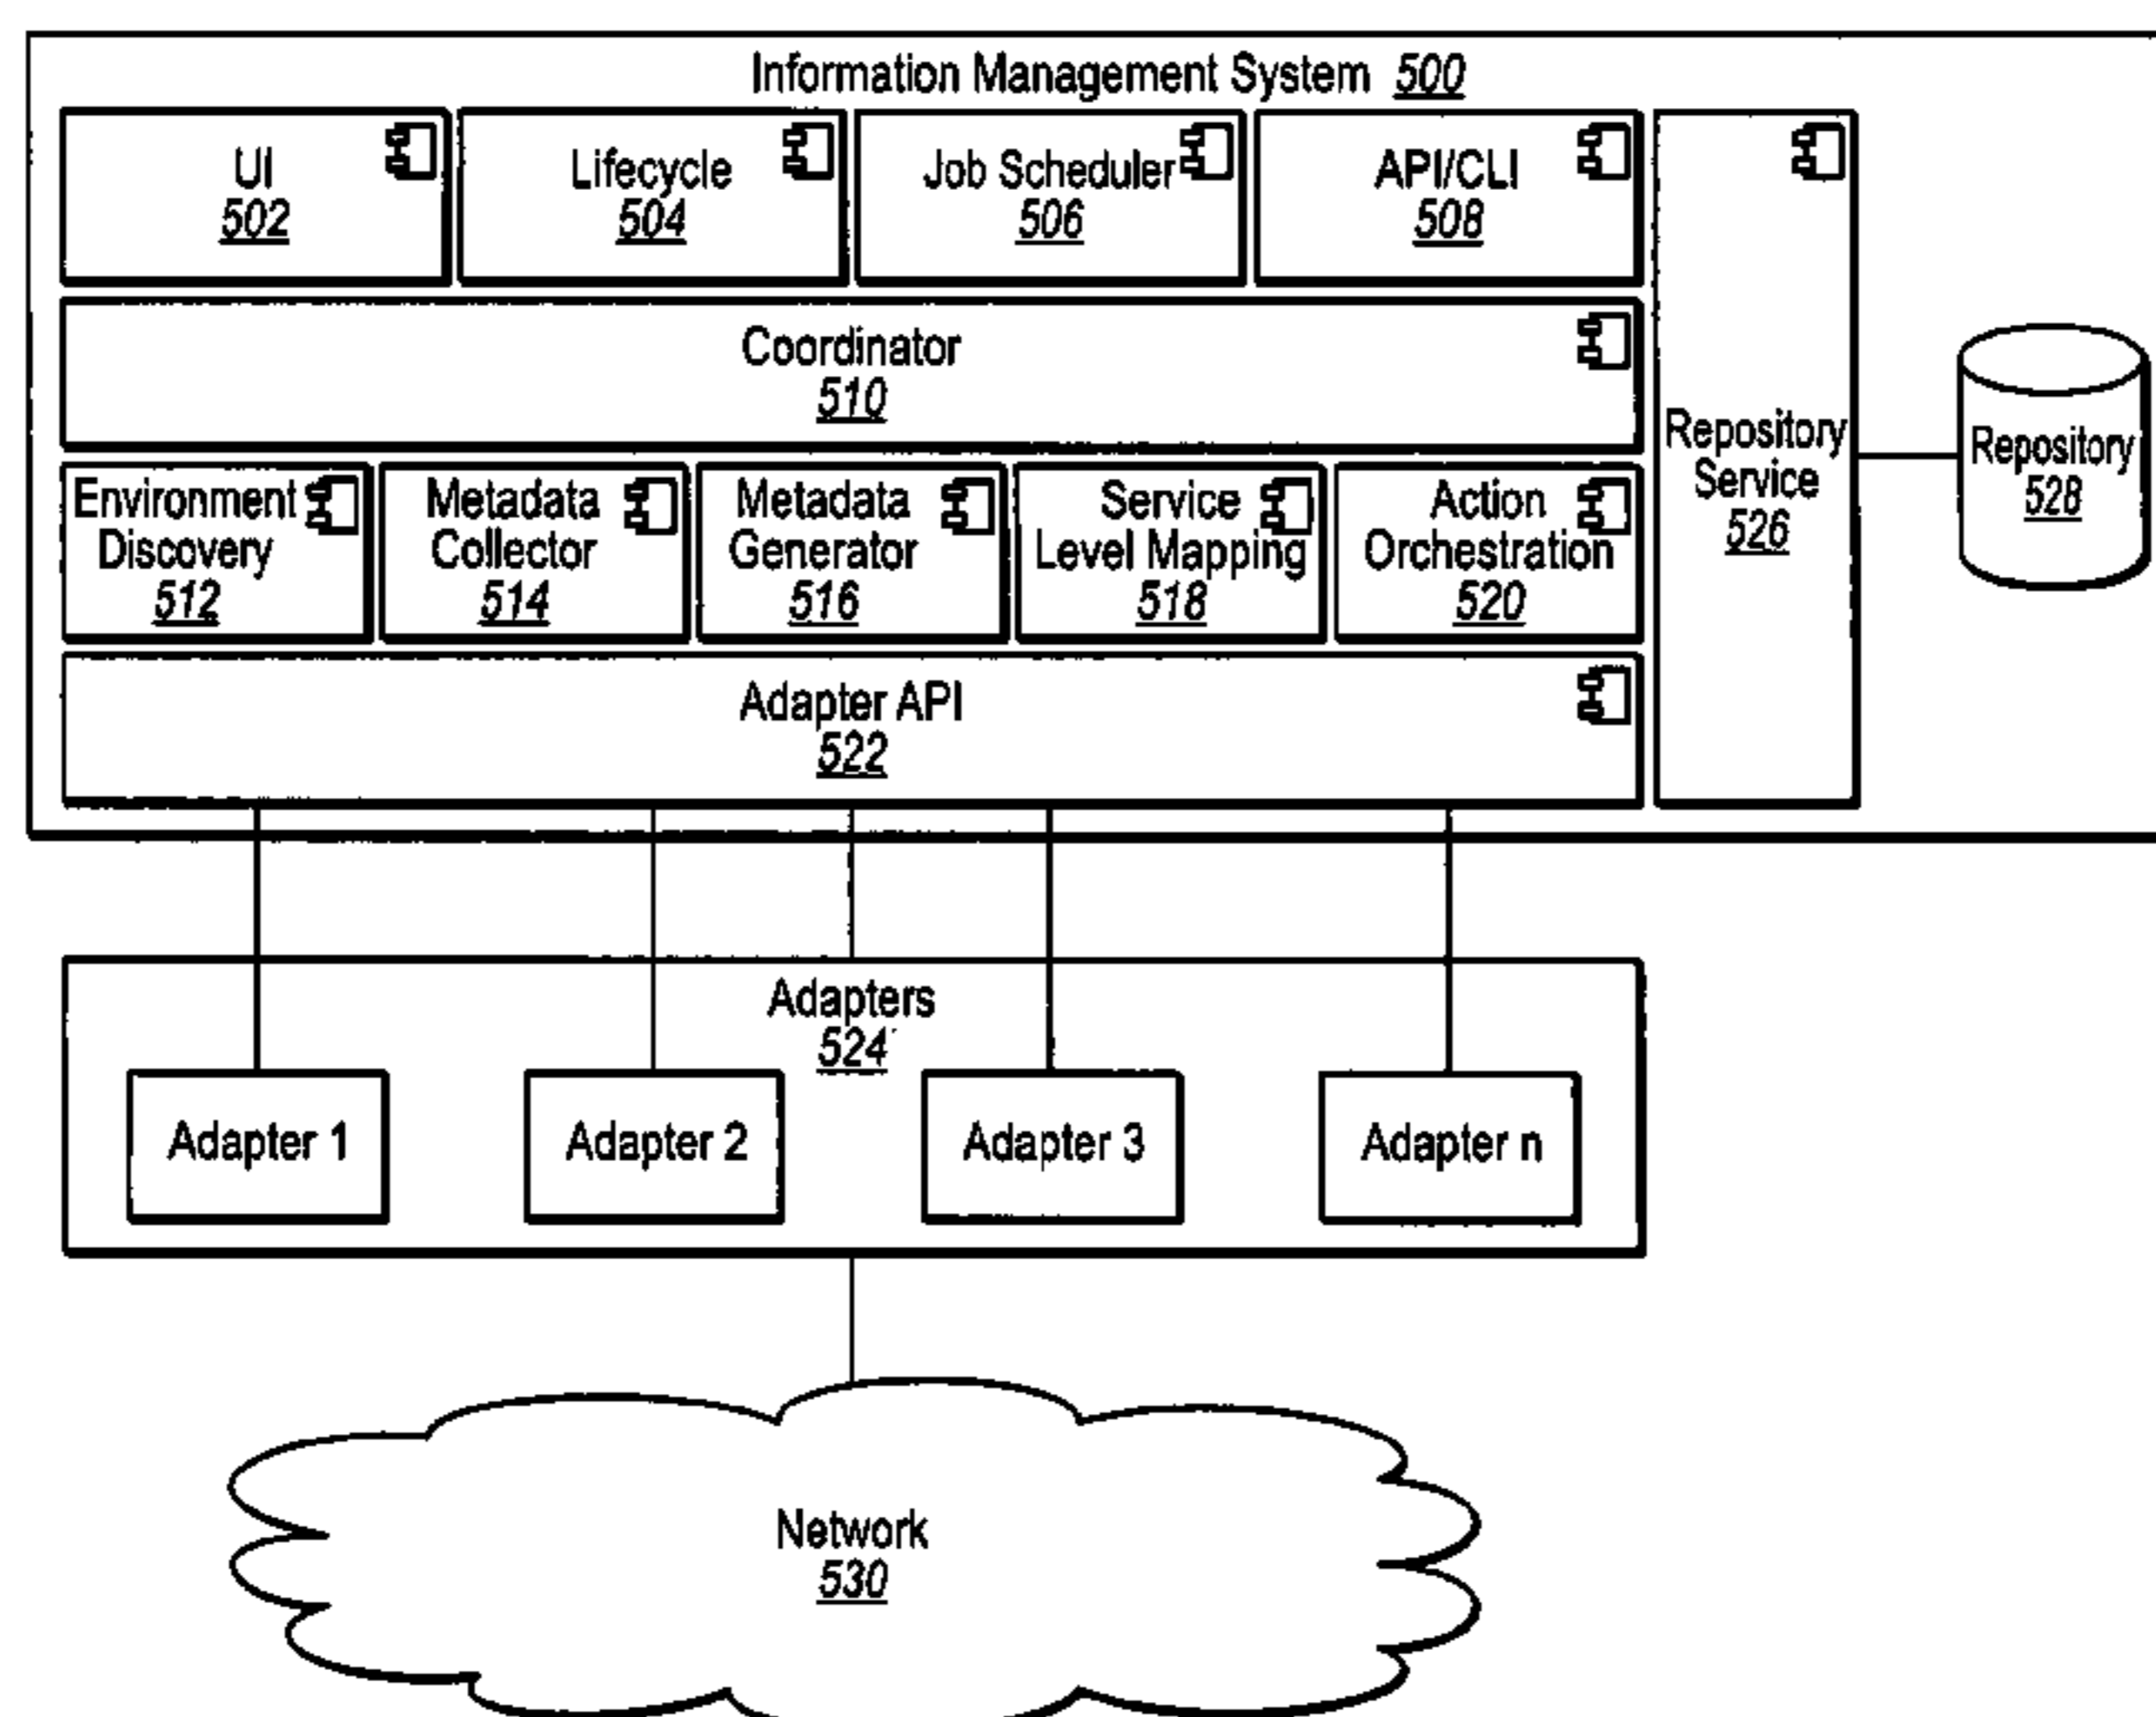 Information Management System 500
UI
502
Lifecycle
504
Job Scheduler
506
API/CLI
508
Coordinator
510
Environment
Discovery
512
Metadata
Collector
514
Metadata
Generator
516
Service
Level Mapping
518
Action
Orchestration
520
Adapter API
522
Repository
Service
526
Repository
528
Adapters
524
Adapter 1
Adapter 2
Adapter 3
Adapter n
Network
530